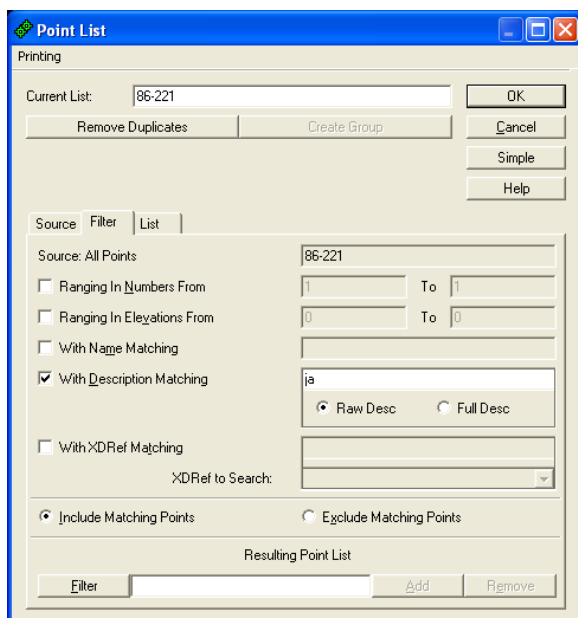 Point List
Printing
Current List: 86-221 OK
Remove Duplicates Create Group Cancel
Simple
Help
Source Filter List
Source: All Points 86-221
Ranging In Numbers From 1 To 1
Ranging In Elevations From 0 To 0
With Name Matching
With Description Matching ja
Raw Desc Full Desc
With XDRef Matching
XDRef to Search:
Include Matching Points Exclude Matching Points
Resulting Point List
Filter Add Remove